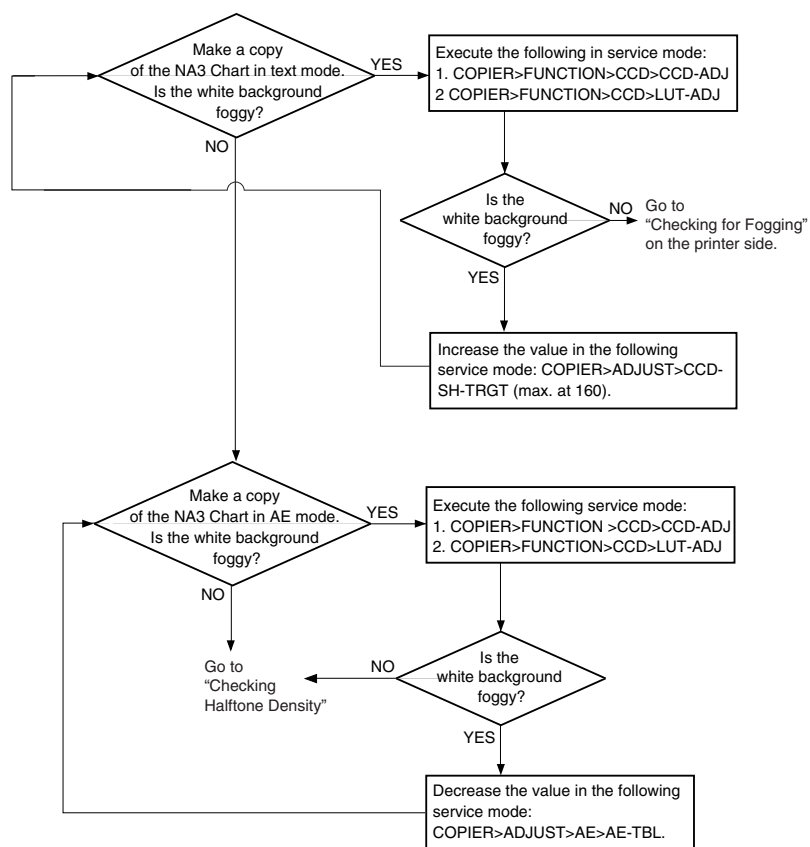 Make a copy
of the NA3 Chart in text mode.
Is the white background
foggy?
YES
NO
Execute the following in service mode:
1. COPIER>FUNCTION>CCD>CCD-ADJ
2 COPIER>FUNCTION>CCD>LUT-ADJ
Is the
white background
foggy?
NO
Go to
“Checking for Fogging”
on the printer side.
YES
Increase the value in the following
service mode: COPIER>ADJUST>CCD-
SH-TRGT (max. at 160).
Make a copy
of the NA3 Chart in AE mode.
Is the white background
foggy?
YES
NO
Execute the following service mode:
1. COPIER>FUNCTION >CCD>CCD-ADJ
2. COPIER>FUNCTION>CCD>LUT-ADJ
Go to
“Checking
Halftone Density”
NO
Is the
white background
foggy?
YES
Decrease the value in the following
service mode:
COPIER>ADJUST>AE>AE-TBL.